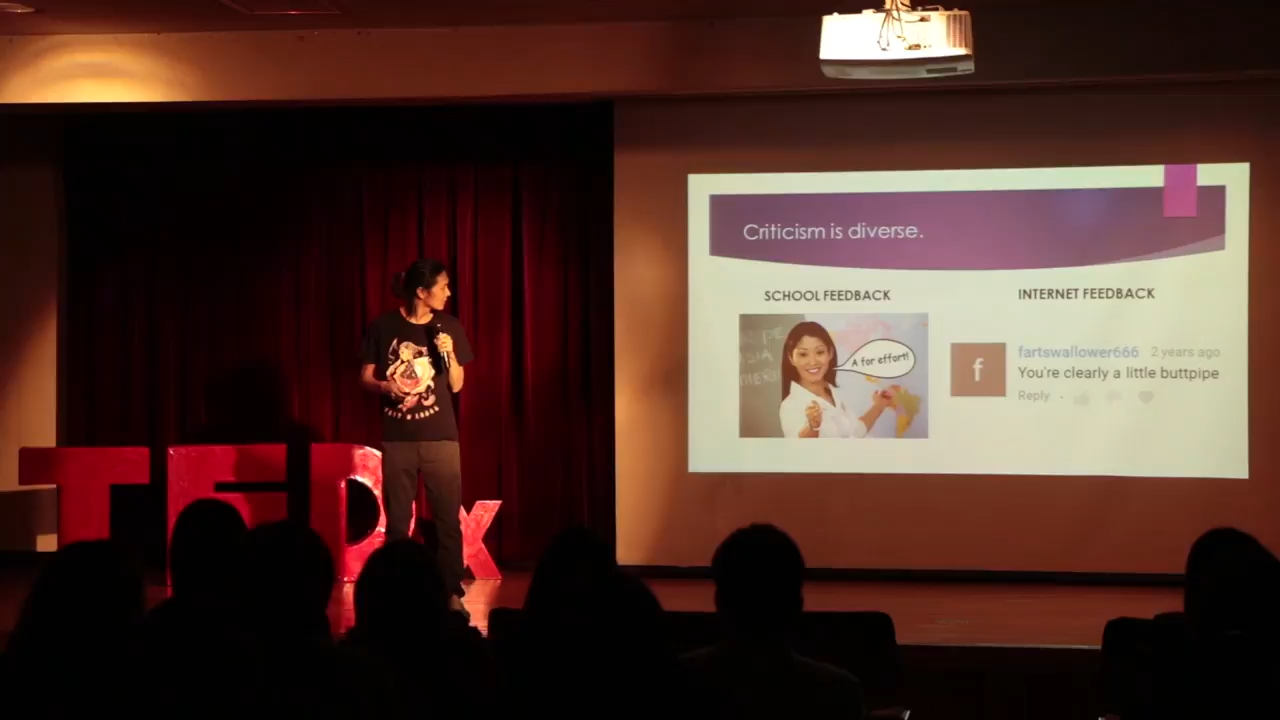 TEDx
Criticism is diverse.
SCHOOL FEEDBACK
INTERNET FEEDBACK
A for effort!
f
fartswallower666 2 years ago
You're clearly a little buttpipe
Reply